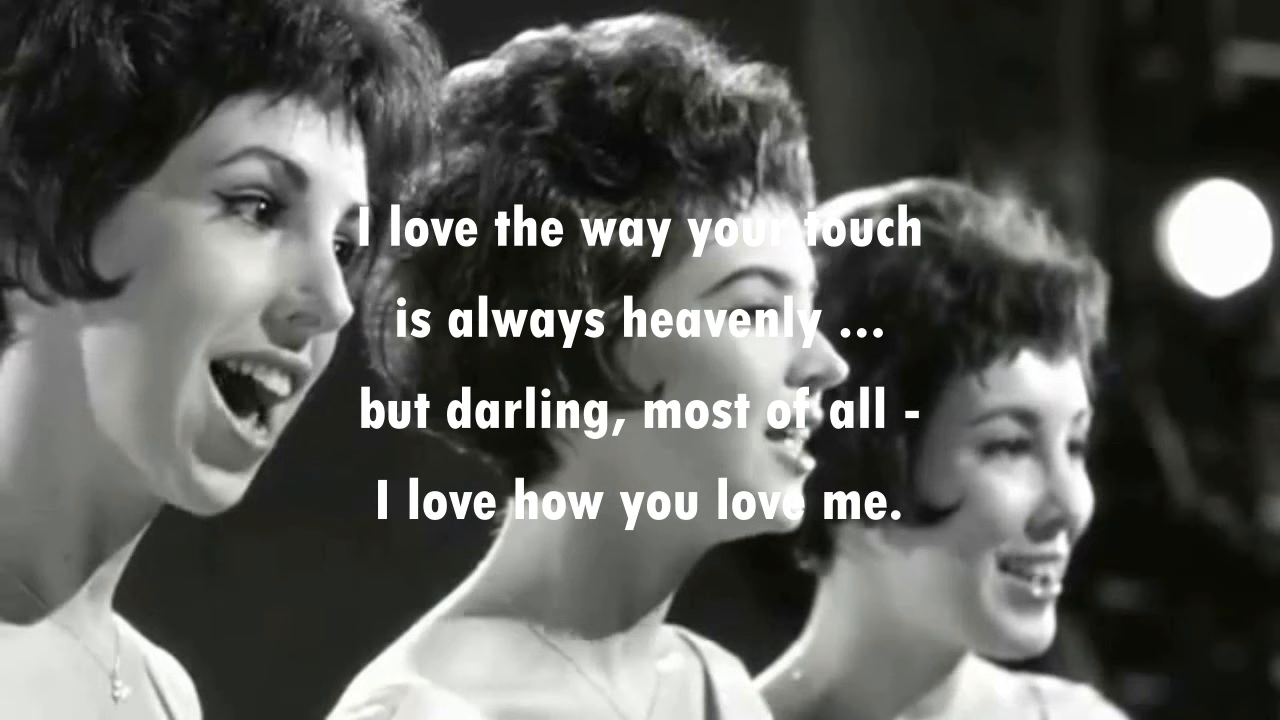 I love the way your touch
is always heavenly ...
but darling, most of all -
I love how you love me.